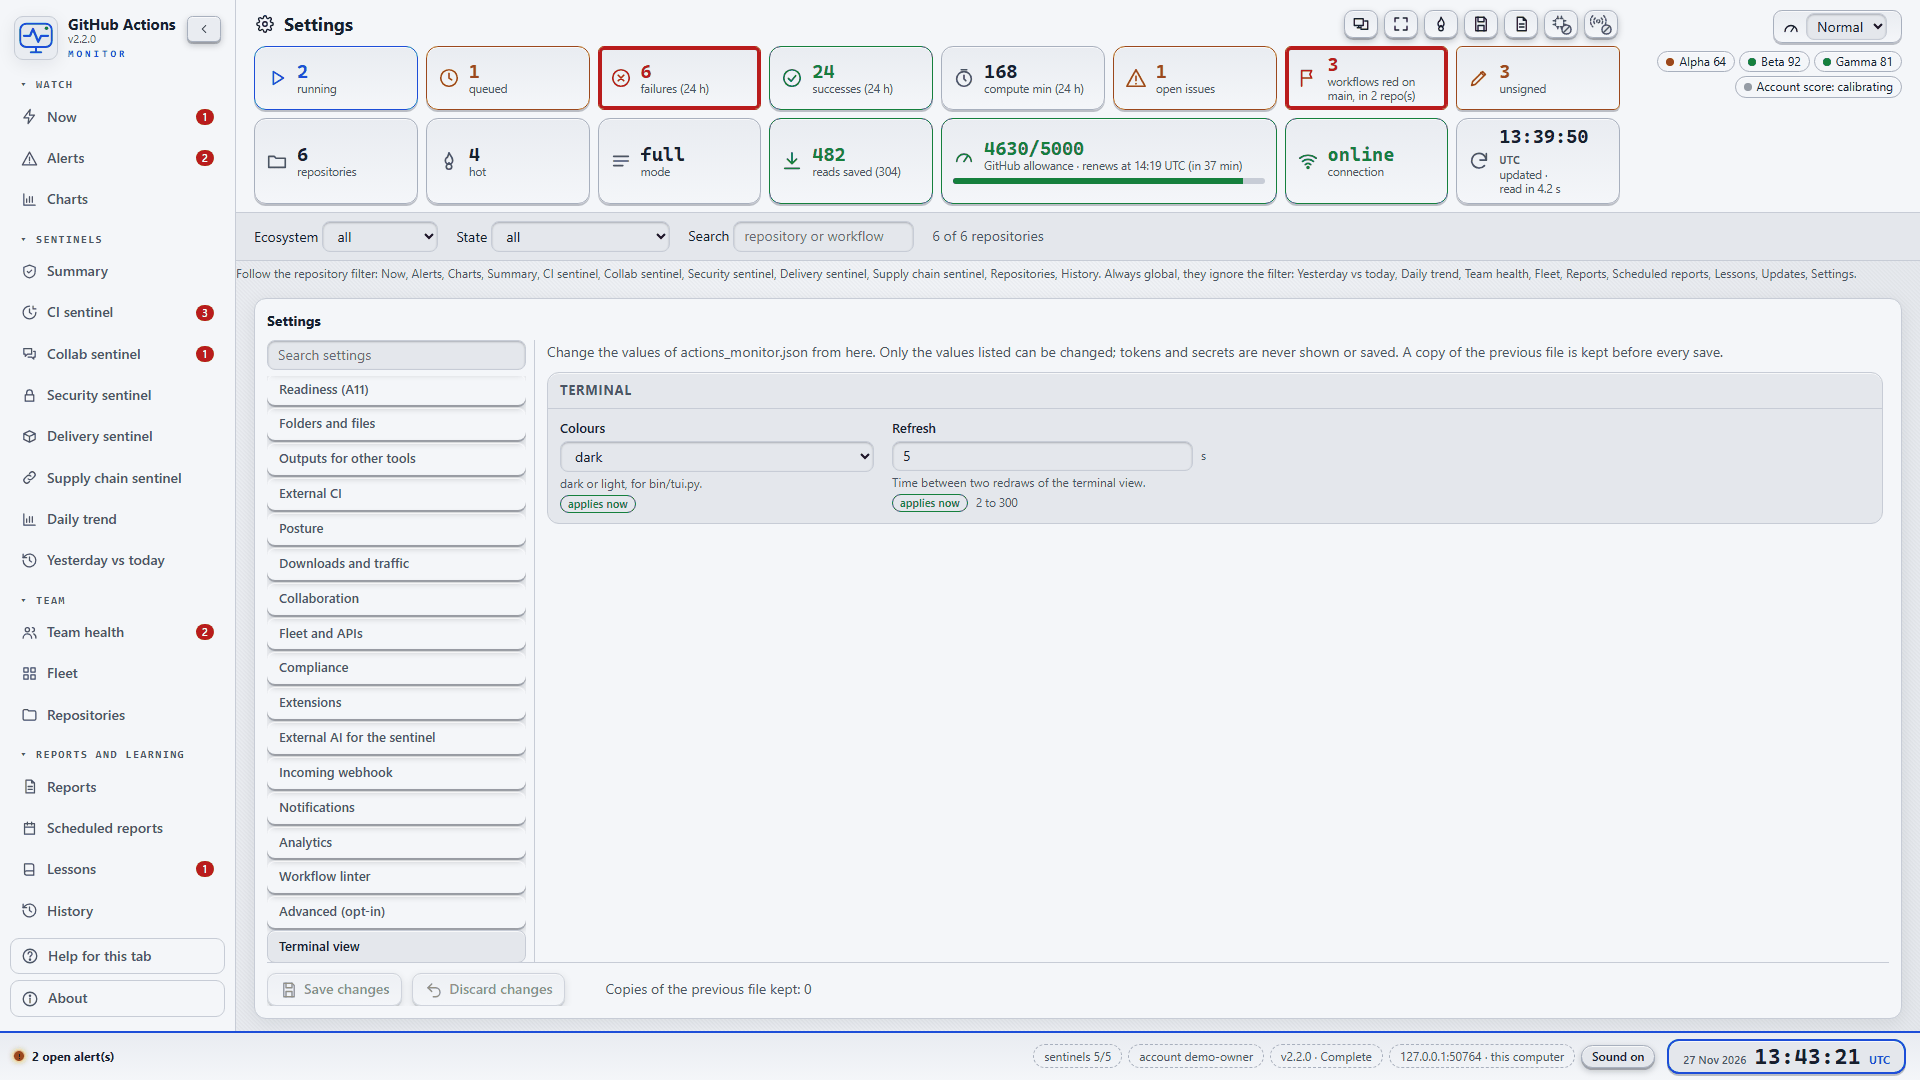 GitHub Actions
v2.2.0
MONITOR
WATCH
Now 1
Alerts 2
Charts
SENTINELS
Summary
CI sentinel 3
Collab sentinel 1
Security sentinel
Delivery sentinel
Supply chain sentinel
Daily trend
Yesterday vs today
TEAM
Team health 2
Fleet
Repositories
REPORTS AND LEARNING
Reports
Scheduled reports
Lessons 1
History
Help for this tab
About
Settings
Normal
2
running
1
queued
6
failures (24 h)
24
successes (24 h)
168
compute min (24 h)
1
open issues
3
workflows red on
main, in 2 repo(s)
3
unsigned
Alpha 64
Beta 92
Gamma 81
Account score: calibrating
6
repositories
4
hot
full
mode
482
reads saved (304)
4630/5000
GitHub allowance · renews at 14:19 UTC (in 37 min)
online
connection
13:39:50
UTC
updated ·
read in 4.2 s
Ecosystem all
State all
Search repository or workflow
6 of 6 repositories
Follow the repository filter: Now, Alerts, Charts, Summary, CI sentinel, Collab sentinel, Security sentinel, Delivery sentinel, Supply chain sentinel, Repositories, History. Always global, they ignore the filter: Yesterday vs today, Daily trend, Team health, Fleet, Reports, Scheduled reports, Lessons, Updates, Settings.
Settings
Search settings
Readiness (A11)
Folders and files
Outputs for other tools
External CI
Posture
Downloads and traffic
Collaboration
Fleet and APIs
Compliance
Extensions
External AI for the sentinel
Incoming webhook
Notifications
Analytics
Workflow linter
Advanced (opt-in)
Terminal view
Change the values of actions_monitor.json from here. Only the values listed can be changed; tokens and secrets are never shown or saved. A copy of the previous file is kept before every save.
TERMINAL
Colours
dark
dark or light, for bin/tui.py.
applies now
Refresh
5 s
Time between two redraws of the terminal view.
applies now 2 to 300
Save changes
Discard changes
Copies of the previous file kept: 0
2 open alert(s)
sentinels 5/5
account demo-owner
v2.2.0 · Complete
127.0.0.1:50764 · this computer
Sound on
27 Nov 2026 13:43:21 UTC